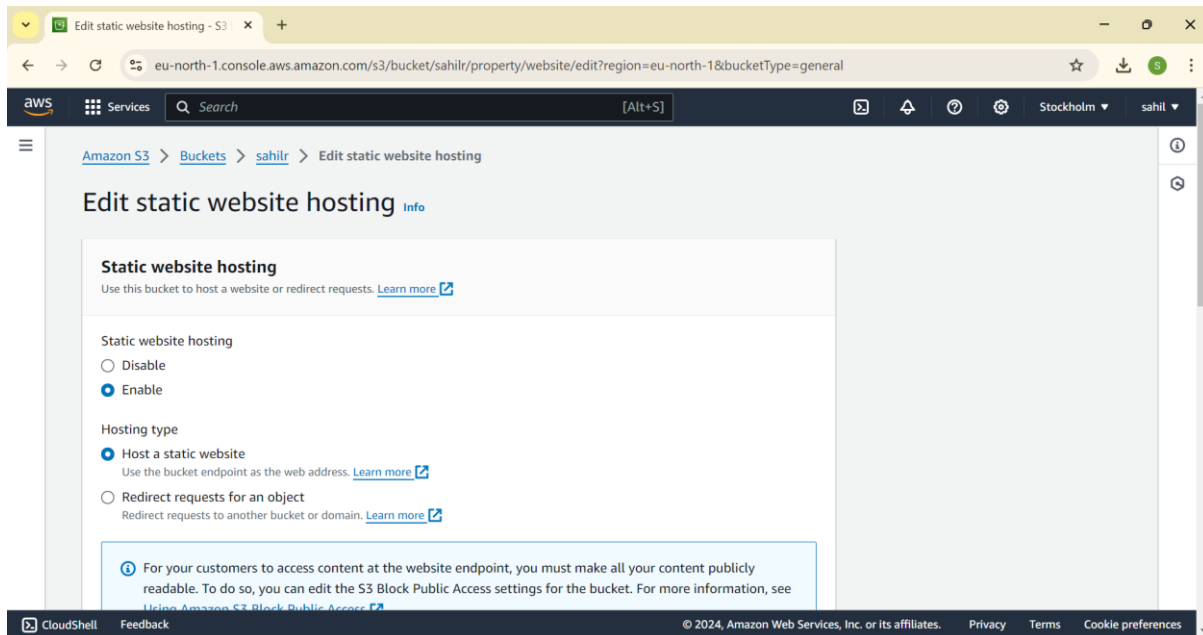 Edit static website hosting - S3
eu-north-1.console.aws.amazon.com/s3/bucket/sahilr/property/website/edit?region=eu-north-1&bucketType=general
S
aws Services Search [Alt+S] Stockholm sahil
Amazon S3 > Buckets > sahilr > Edit static website hosting
Edit static website hosting Info
Static website hosting
Use this bucket to host a website or redirect requests. Learn more
Static website hosting
Disable
Enable
Hosting type
Host a static website
Use the bucket endpoint as the web address. Learn more
Redirect requests for an object
Redirect requests to another bucket or domain. Learn more
For your customers to access content at the website endpoint, you must make all your content publicly
readable. To do so, you can edit the S3 Block Public Access settings for the bucket. For more information, see
Using Amazon S3 Block Public Access
CloudShell Feedback © 2024, Amazon Web Services, Inc. or its affiliates. Privacy Terms Cookie preferences